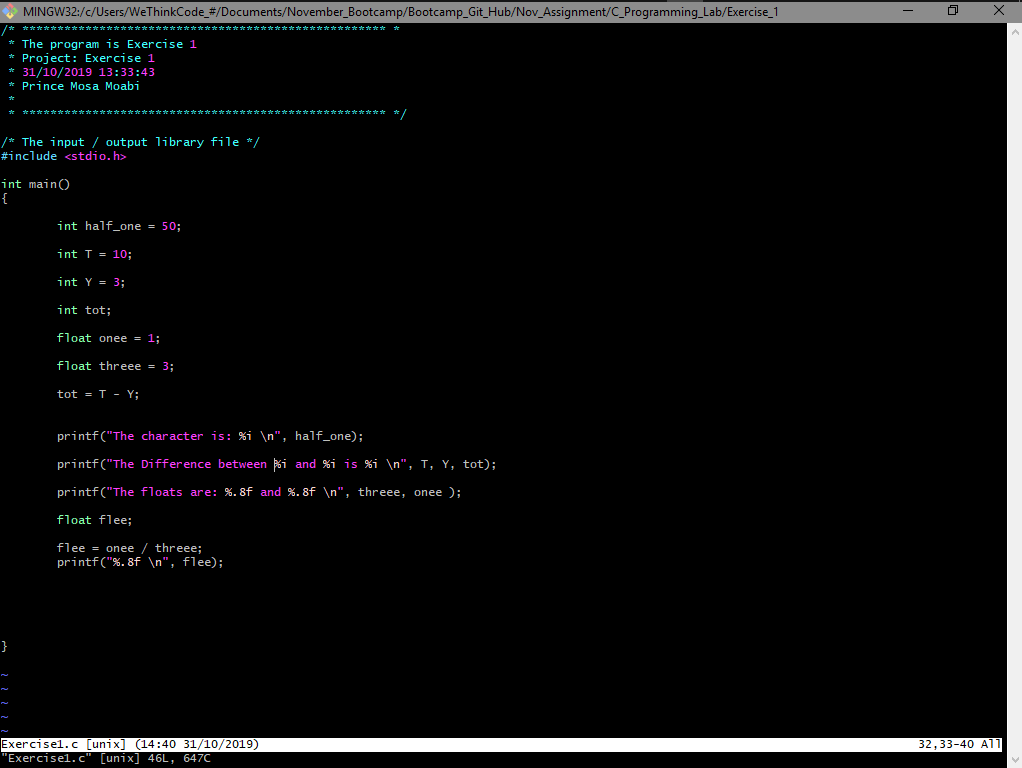 MINGW32:/c/Users/WeThinkCode_#/Documents/November_Bootcamp/Bootcamp_Git_Hub/Nov_Assignment/C_Programming_Lab/Exercise_1
/* **************************************************** *
 * The program is Exercise 1
 * Project: Exercise 1
 * 31/10/2019 13:33:43
 * Prince Mosa Moabi
 *
 * **************************************************** */
/* The input / output library file */
#include <stdio.h>
int main()
{
int half_one = 50;
int T = 10;
int Y = 3;
int tot;
float onee = 1;
float threee = 3;
tot = T - Y;
printf("The character is: %i \n", half_one);
printf("The Difference between %i and %i is %i \n", T, Y, tot);
printf("The floats are: %.8f and %.8f \n", threee, onee );
float flee;
flee = onee / threee;
printf("%.8f \n", flee);
}
~
~
~
~
~
Exercise1.c [unix] (14:40 31/10/2019) 32,33-40 All
"Exercise1.c" [unix] 46L, 647C